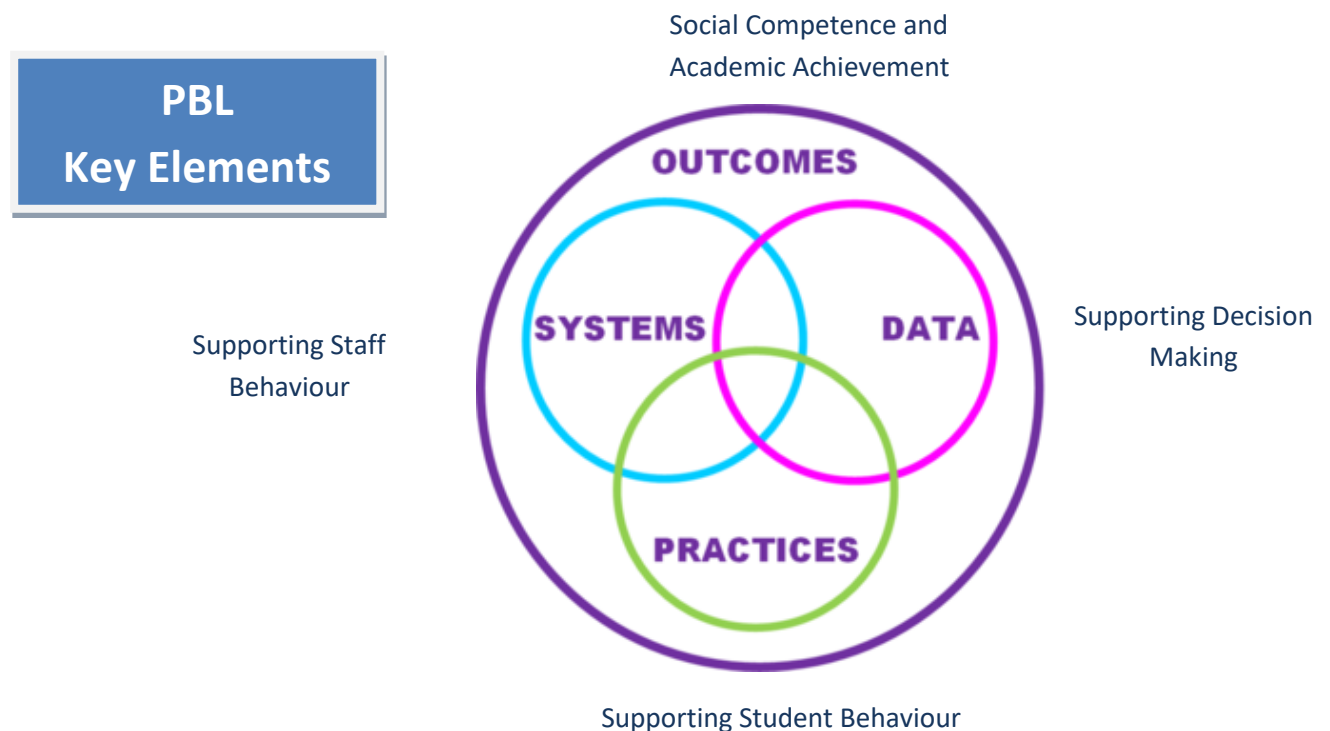 Social Competence and
Academic Achievement
PBL
Key Elements
OUTCOMES
SYSTEMS
DATA
Supporting Staff
Behaviour
Supporting Decision
Making
PRACTICES
Supporting Student Behaviour